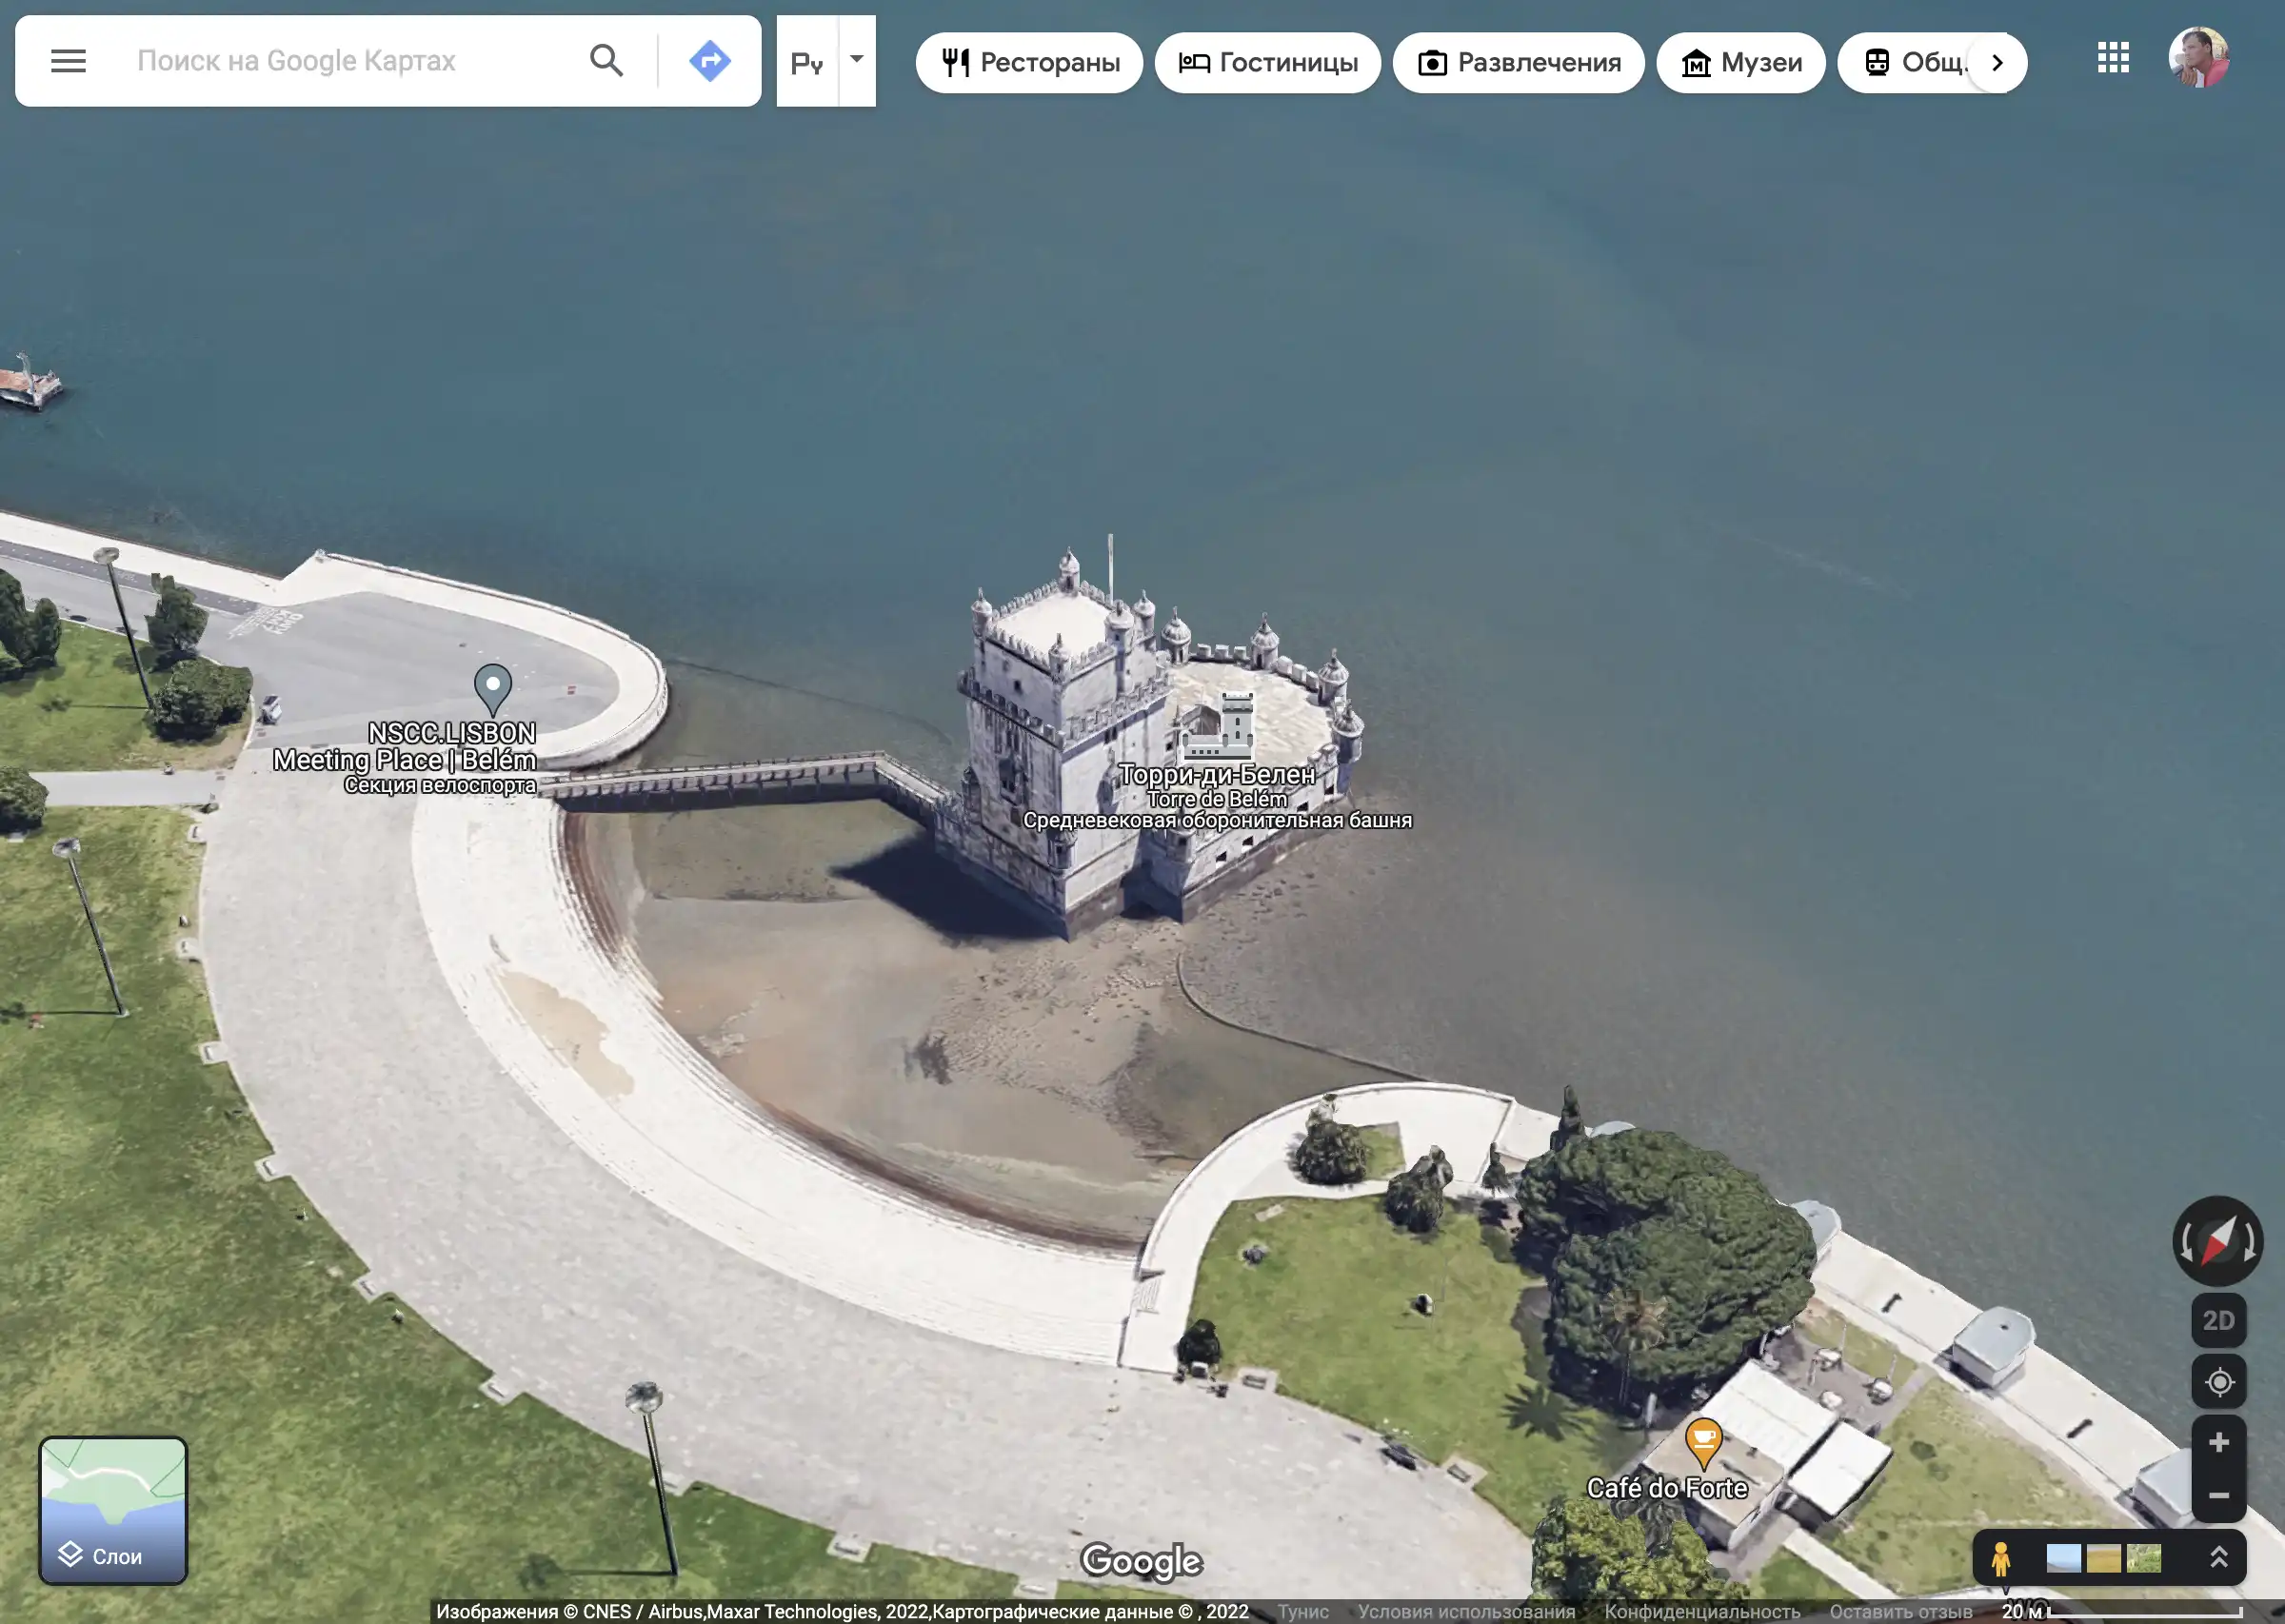 Поиск на Google Картах
Ру
Рестораны
Гостиницы
Развлечения
Музеи
Общ.
NSCC.LISBON
Meeting Place | Belém
Секция велоспорта
Торри-ди-Белен
Torre de Belém
Средневековая оборонительная башня
2D
Café do Forte
Слои
Google
Изображения © CNES / Airbus,Maxar Technologies, 2022,Картографические данные © , 2022 Тунис Условия использования Конфиденциальность Оставить отзыв 20 м